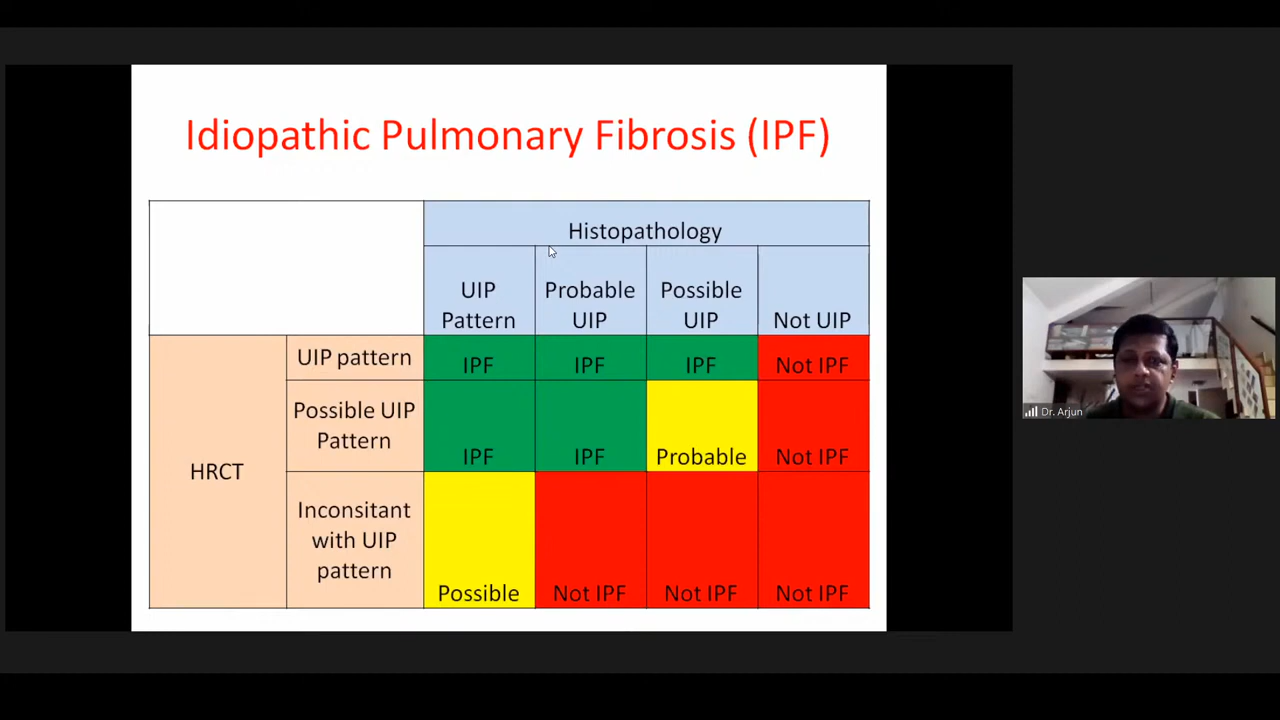 Idiopathic Pulmonary Fibrosis (IPF)
Histopathology
UIP
Pattern
Probable
UIP
Possible
UIP
Not UIP
HRCT
UIP pattern
IPF
IPF
IPF
Not IPF
Possible UIP
Pattern
IPF
IPF
Probable
Not IPF
Inconsitant
with UIP
pattern
Possible
Not IPF
Not IPF
Not IPF
Dr. Arjun